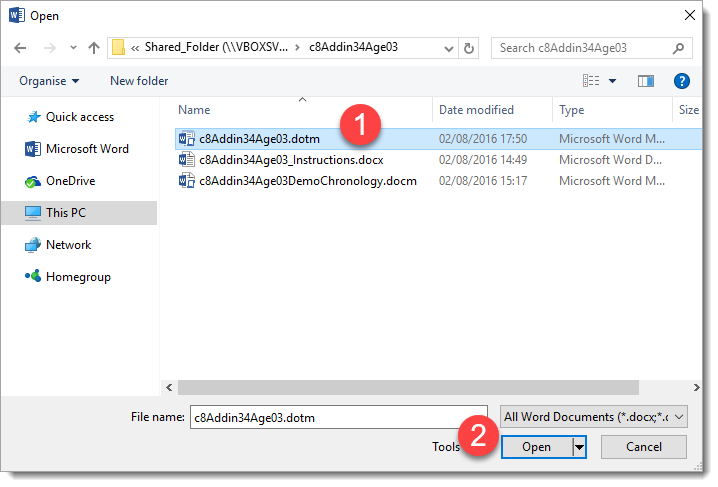 Open
« Shared_Folder (\\VBOXSV... > c8Addin34Age03
Search c8Addin34Age03
Organise
New folder
?
Name
Date modified
Type
Size
Quick access
Microsoft Word
OneDrive
This PC
Network
Homegroup
1
c8Addin34Age03.dotm 02/08/2016 17:50 Microsoft Word M...
c8Addin34Age03_Instructions.docx 02/08/2016 14:49 Microsoft Word D...
c8Addin34Age03DemoChronology.docm 02/08/2016 15:17 Microsoft Word M...
File name: c8Addin34Age03.dotm
All Word Documents (*.docx;*.c
Tools
2
Open
Cancel